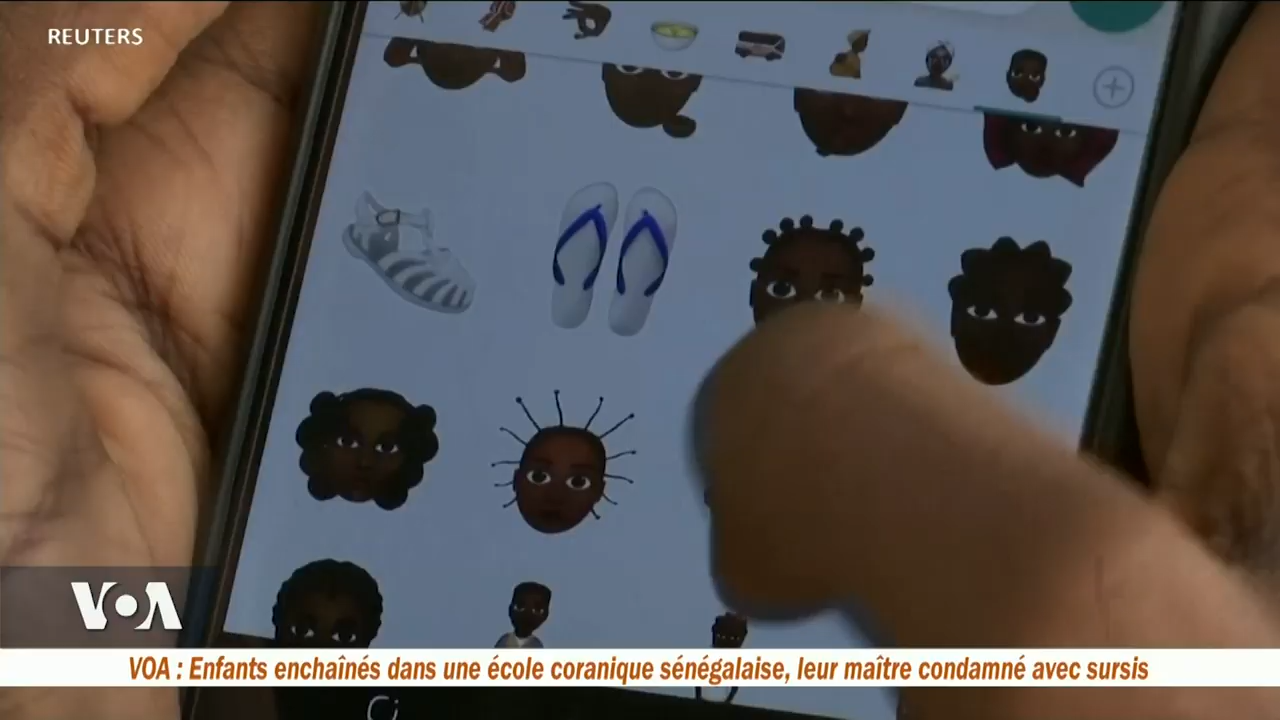 REUTERS
VOA
VOA : Enfants enchaînés dans une école coranique sénégalaise, leur maître condamné avec sursis